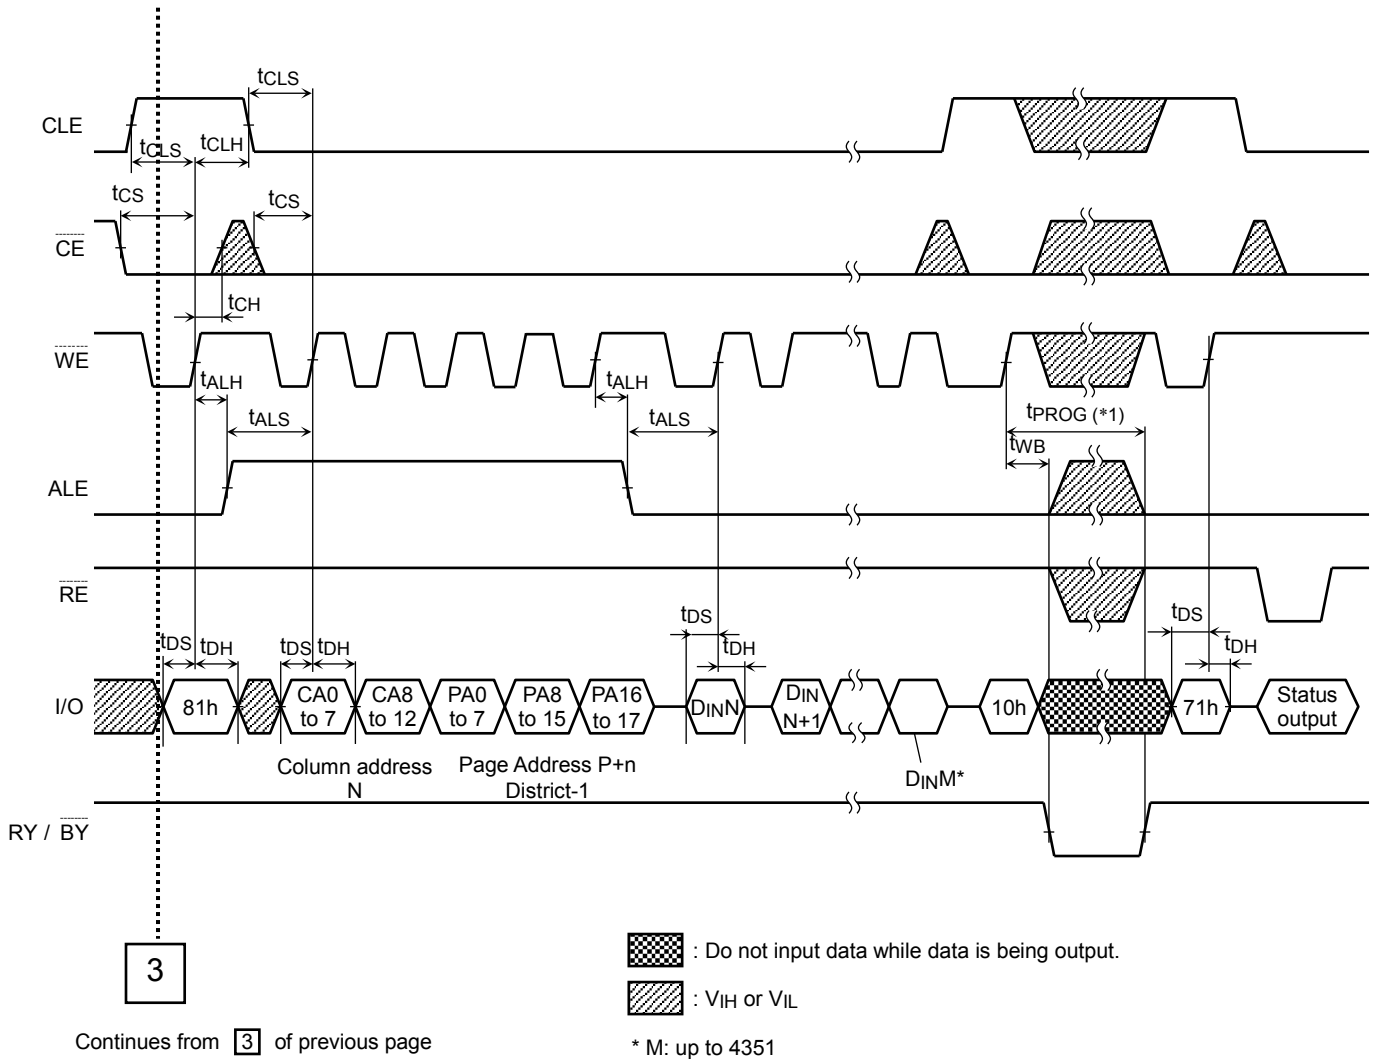 tCLS
CLE
tCLS
tCLH
tCS
tCS
CE
tCH
WE
tALH
tALH
tALS
tALS
tPROG (*1)
tWB
ALE
RE
tDS
tDH
tDS
tDH
tDS
tDH
tDS
tDH
I/O
81h
CA0 to 7
CA8 to 12
PA0 to 7
PA8 to 15
PA16 to 17
DINN
DIN N+1
10h
71h
Status output
Column address N
Page Address P+n District-1
DINM*
RY / BY
3
: Do not input data while data is being output.
: VIH or VIL
Continues from 3 of previous page
* M: up to 4351